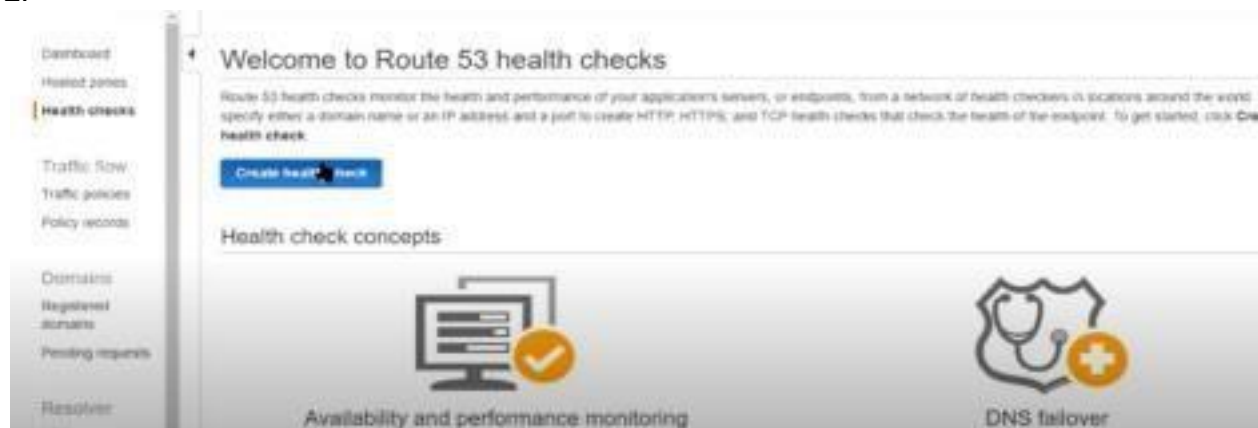 Dashboard
Hosted zones
Health checks
Traffic flow
Traffic policies
Policy records
Domains
Registered
domains
Pending requests
Resolver
Welcome to Route 53 health checks
Route 53 health checks monitor the health and performance of your application's servers, or endpoints, from a network of health checkers in locations around the world.
specify either a domain name or an IP address and a port to create HTTP, HTTPS, and TCP health checks that check the health of the endpoint. To get started, click Cre
health check.
Create health check
Health check concepts
Availability and performance monitoring
DNS failover